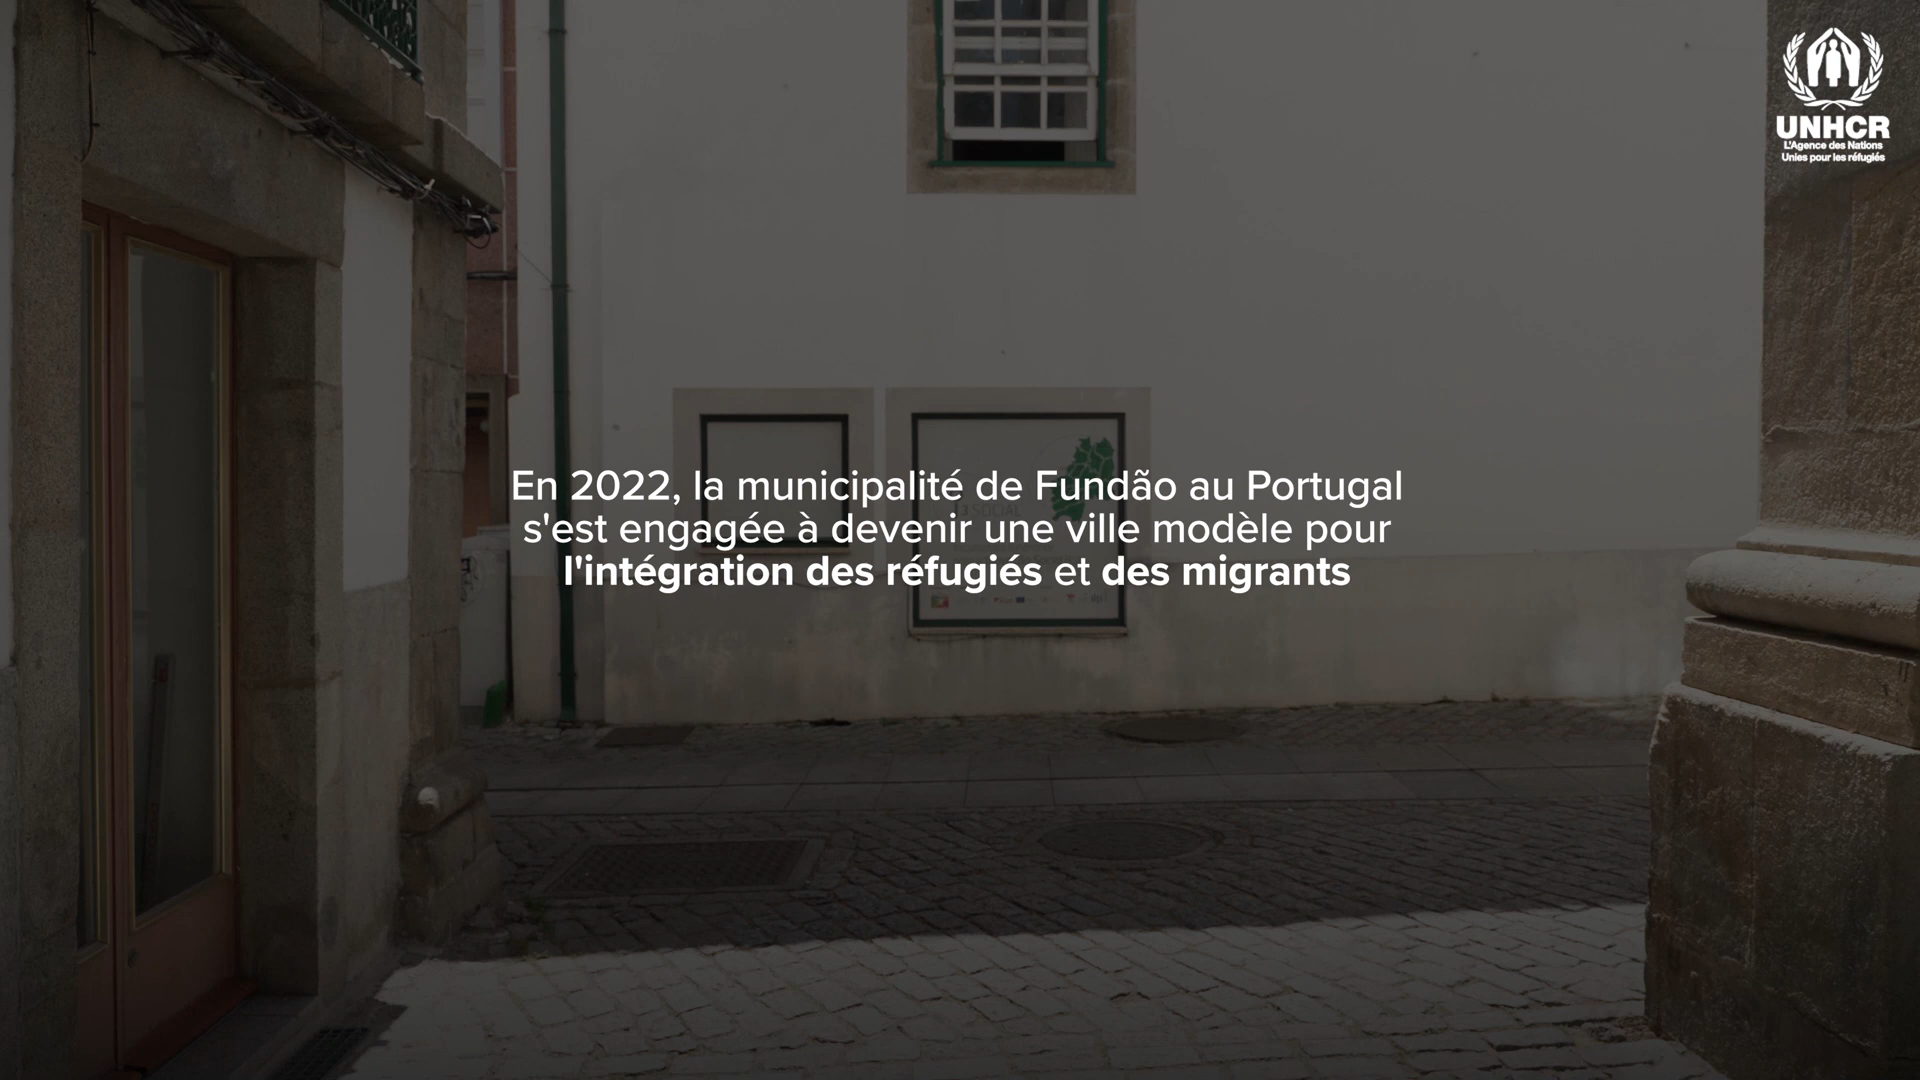 UNHCR
L'Agence des Nations
Unies pour les réfugiés
En 2022, la municipalité de Fundão au Portugal
s'est engagée à devenir une ville modèle pour
l'intégration des réfugiés et des migrants
SOCIAL